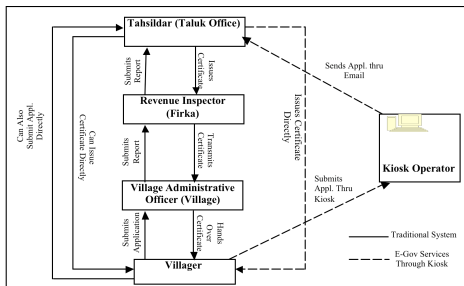 Tahsildar (Taluk Office)
Sends Appl. thru
Email
Submits
Report
Issues
Certificate
Can Also
Submit Appl.
Directly
Can Issue
Certificate Directly
Revenue Inspector
(Firka)
Issues Certificate
Directly
Kiosk Operator
Submits
Report
Transmits
Certificate
Submits
Appl. Thru
Kiosk
Village Administrative
Officer (Village)
Submits
Application
Hands
Over
Certificate
Villager
Traditional System
E-Gov Services
Through Kiosk